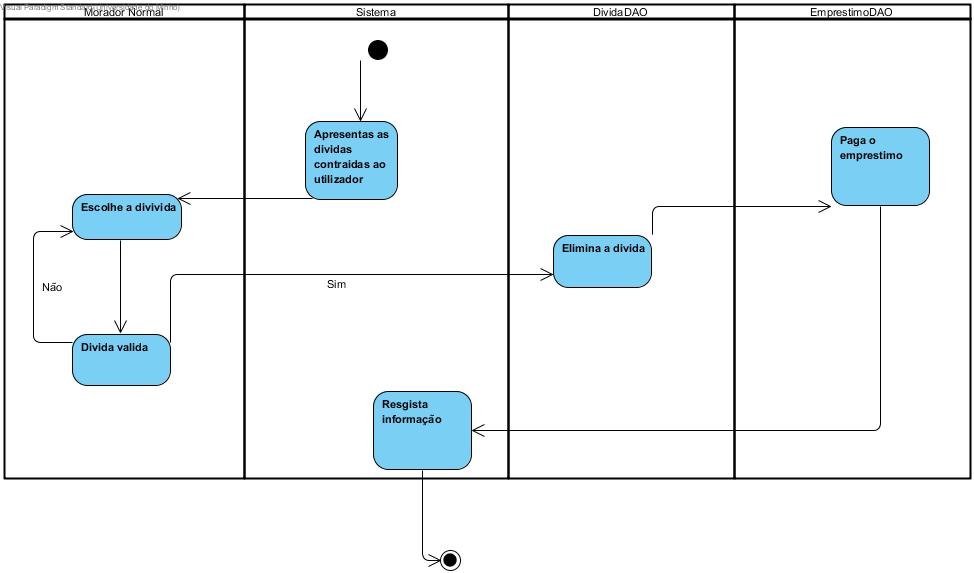 Visual Paradigm Standard
Morador Normal
Sistema
DividaDAO
EmprestimoDAO
Apresentas as
dividas
contraidas ao
utilizador
Paga o
emprestimo
Escolhe a divivida
Elimina a divida
Não
Sim
Divida valida
Resgista
informação